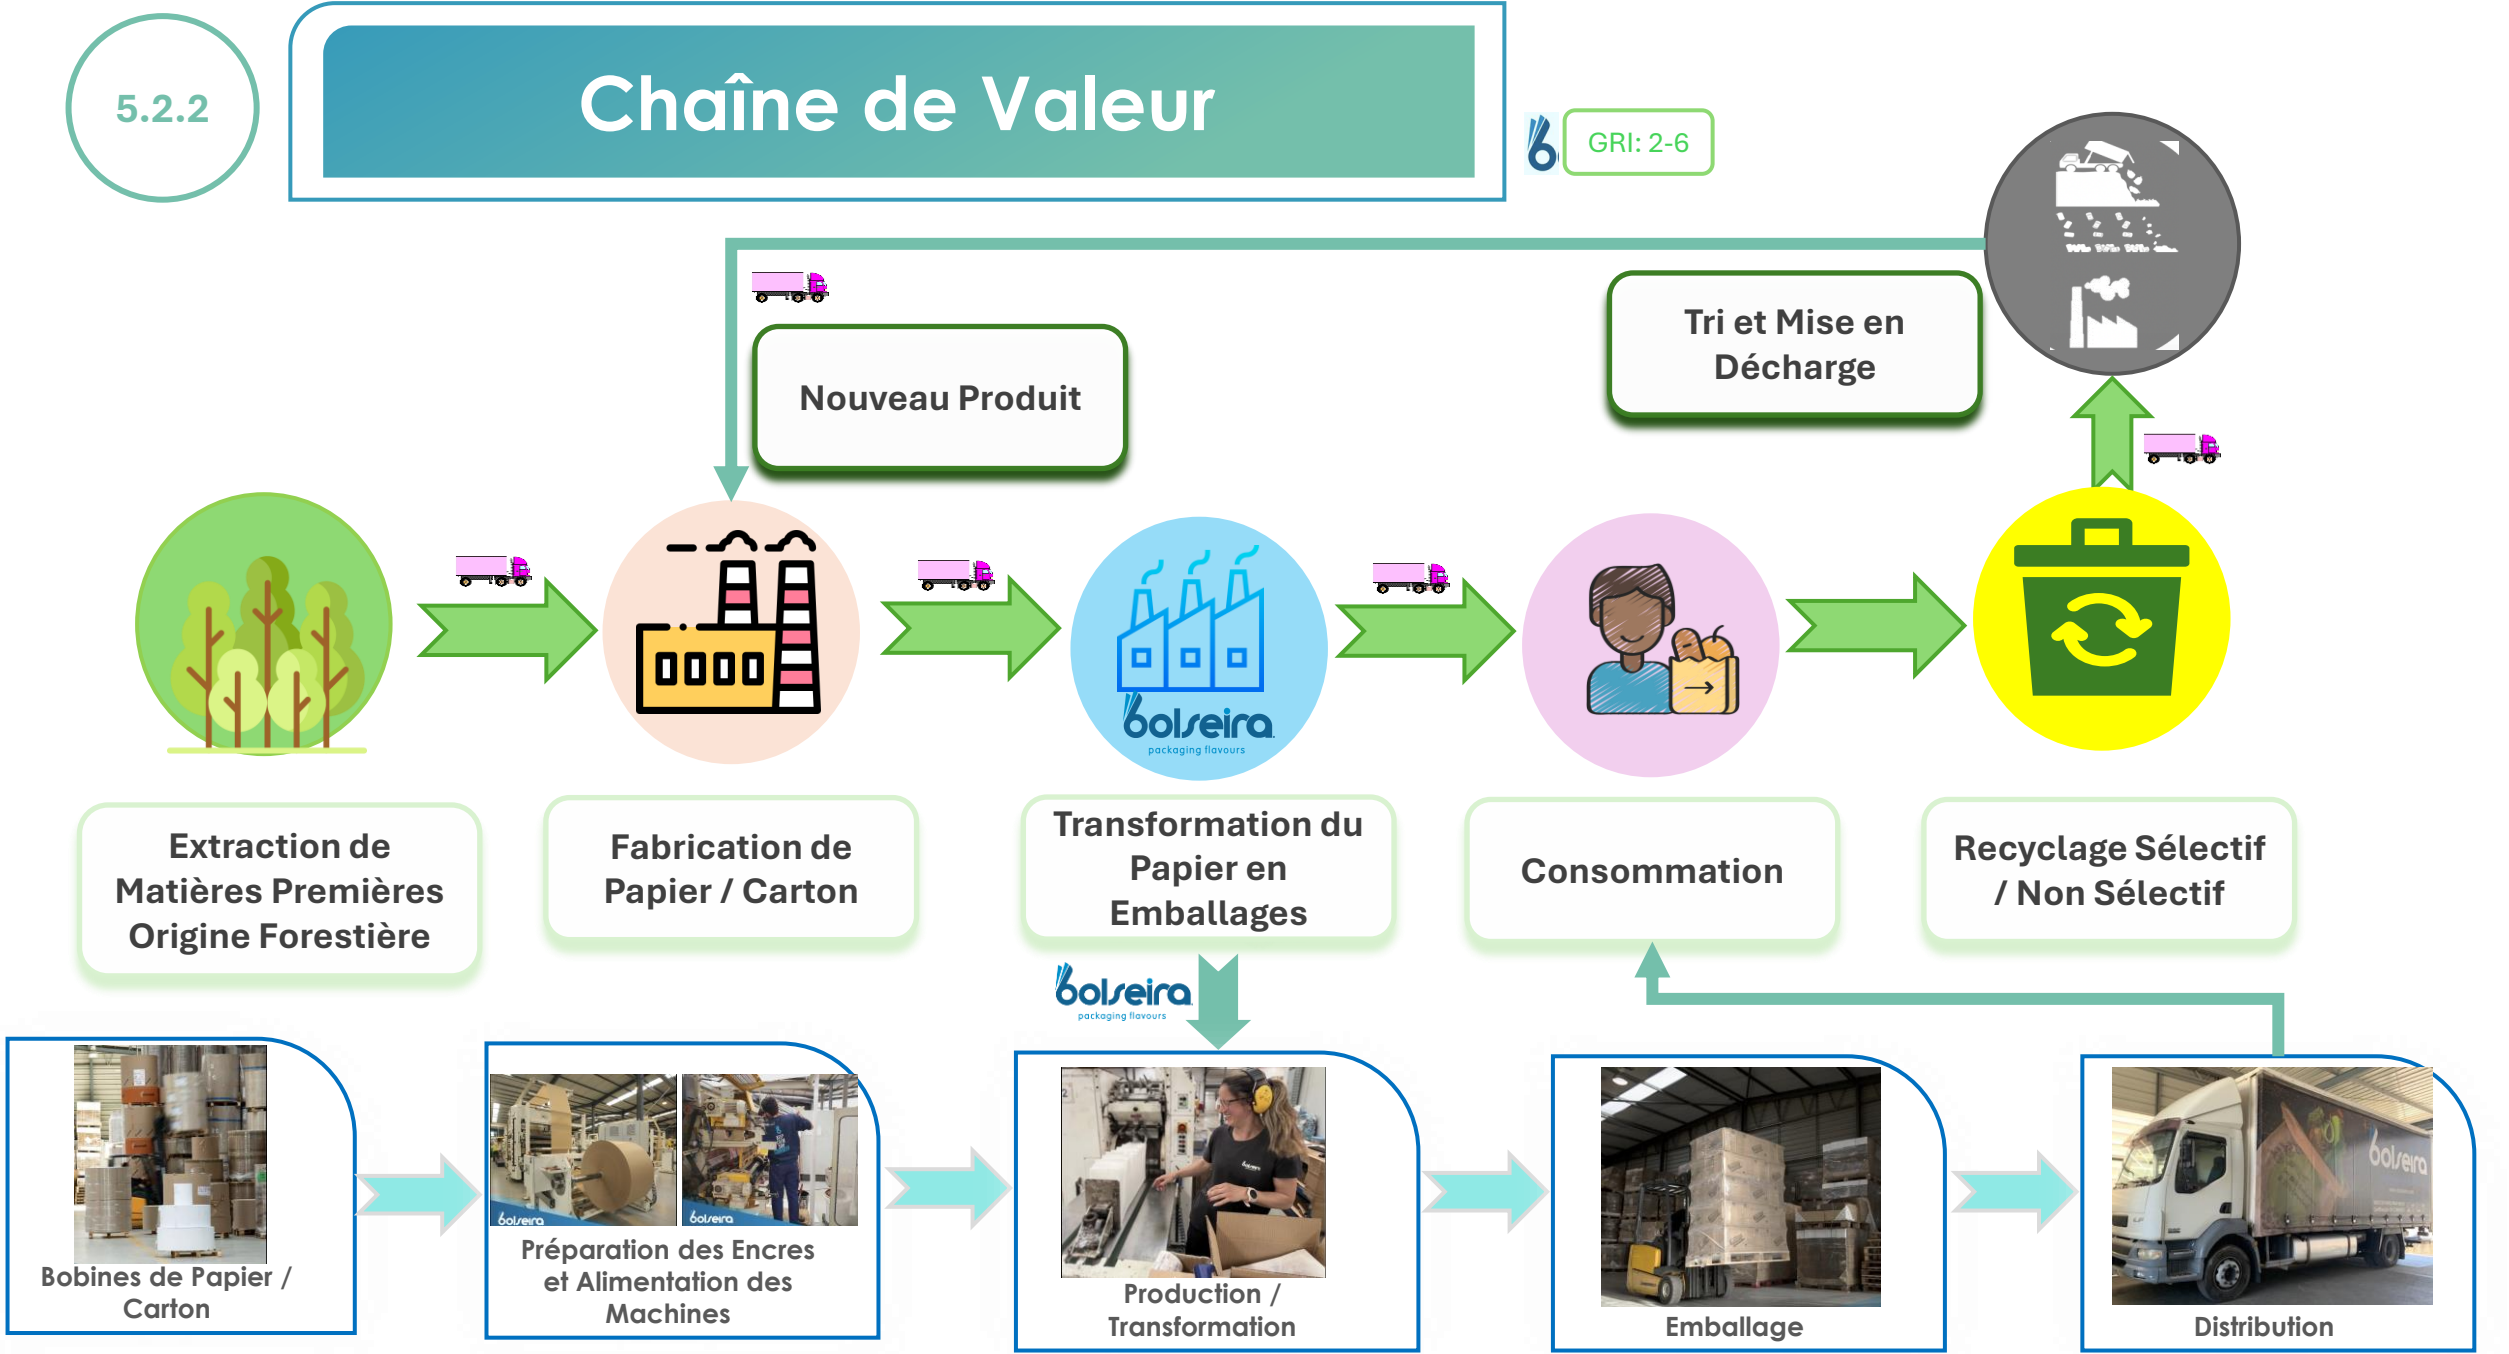 5.2.2
Chaîne de Valeur
GRI: 2-6
Nouveau Produit
Tri et Mise en
Décharge
bolseira
packaging flavours
Extraction de
Matières Premières
Origine Forestière
Fabrication de
Papier / Carton
Transformation du
Papier en
Emballages
Consommation
Recyclage Sélectif
/ Non Sélectif
bolseira
packaging flavours
Bobines de Papier /
Carton
bolseira
bolseira
Préparation des Encres
et Alimentation des
Machines
Production /
Transformation
Emballage
bolseira
Distribution